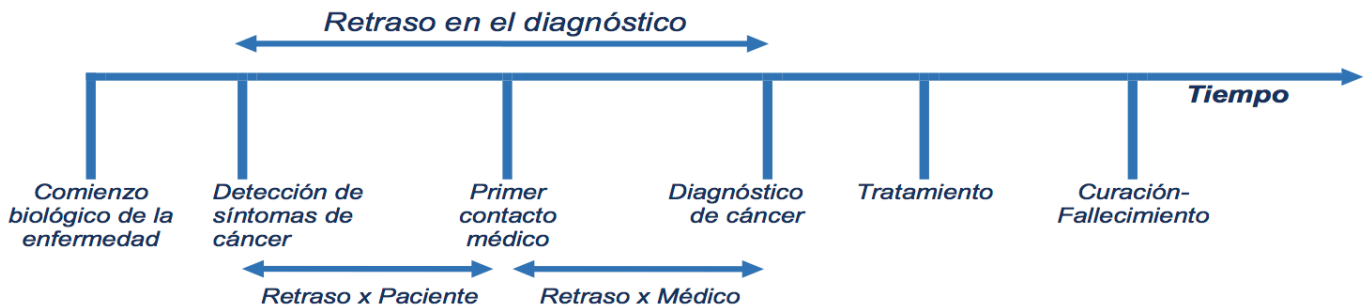 Retraso en el diagnóstico
Tiempo
Comienzo
biológico de la
enfermedad
Detección de
síntomas de
cáncer
Primer
contacto
médico
Diagnóstico
de cáncer
Tratamiento
Curación-
Fallecimiento
Retraso x Paciente
Retraso x Médico